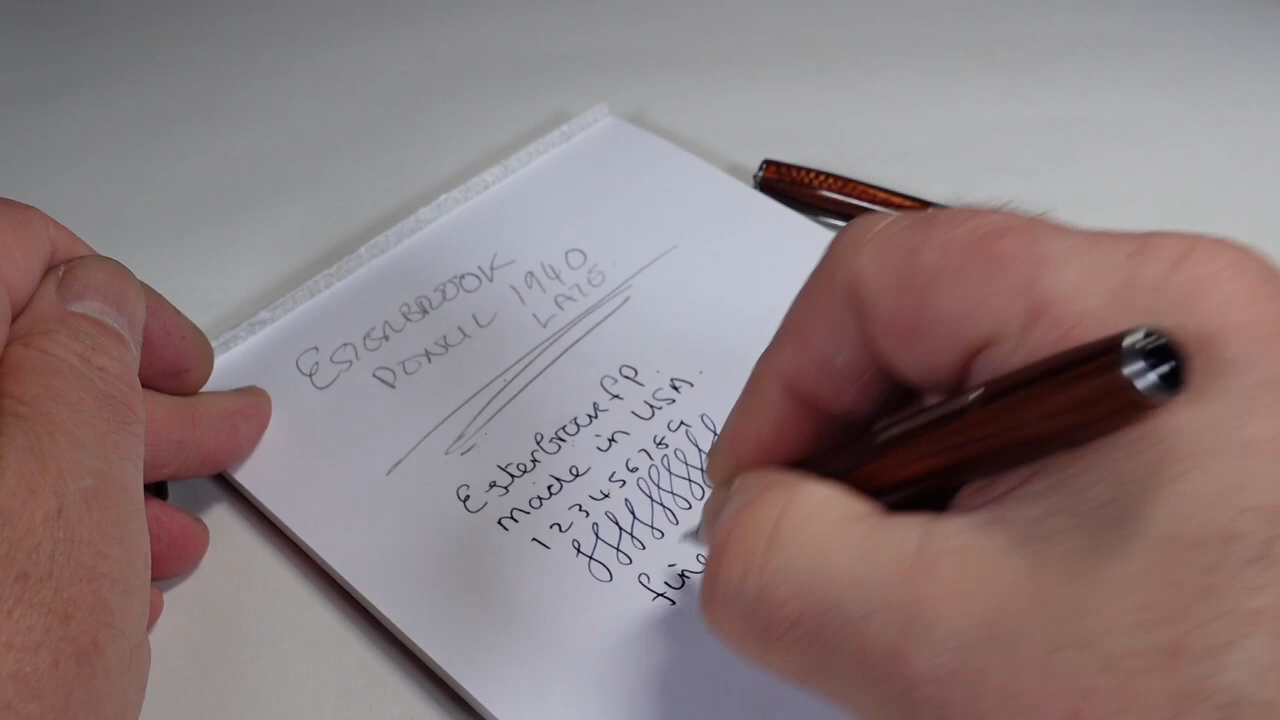 ESTERBROOK
PENCIL 1940
LATE.
Esterbrook fp.
made in USA.
123456789
fine